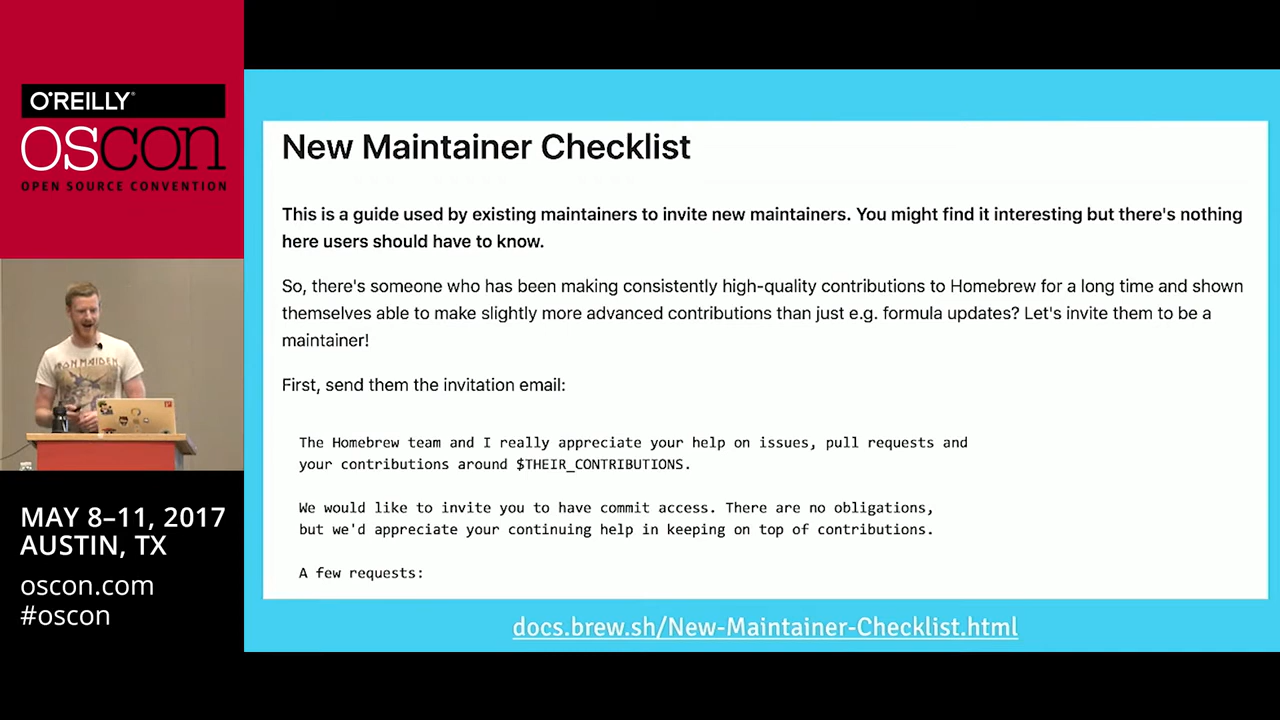 O'REILLY®
OSCON
OPEN SOURCE CONVENTION
IRON MAIDEN
MAY 8–11, 2017
AUSTIN, TX
oscon.com
#oscon
New Maintainer Checklist
This is a guide used by existing maintainers to invite new maintainers. You might find it interesting but there's nothing
here users should have to know.
So, there's someone who has been making consistently high-quality contributions to Homebrew for a long time and shown
themselves able to make slightly more advanced contributions than just e.g. formula updates? Let's invite them to be a
maintainer!
First, send them the invitation email:
The Homebrew team and I really appreciate your help on issues, pull requests and
your contributions around $THEIR_CONTRIBUTIONS.
We would like to invite you to have commit access. There are no obligations,
but we'd appreciate your continuing help in keeping on top of contributions.
A few requests:
docs.brew.sh/New-Maintainer-Checklist.html